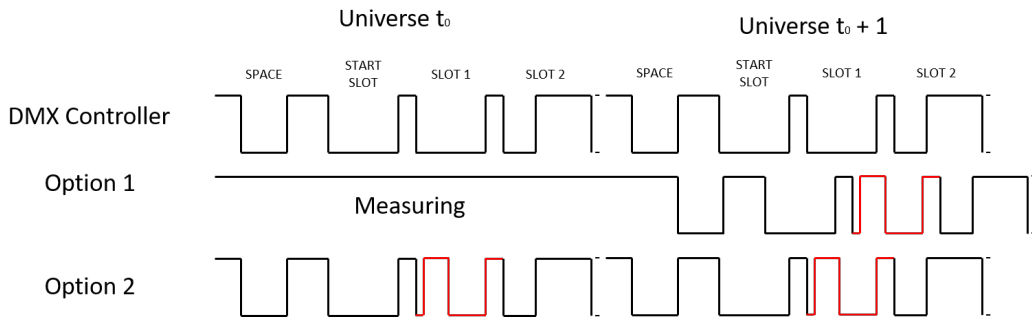 Universe t₀
Universe t₀ + 1
SPACE
START
SLOT
SLOT 1
SLOT 2
SPACE
START
SLOT
SLOT 1
SLOT 2
DMX Controller
Option 1
Measuring
Option 2